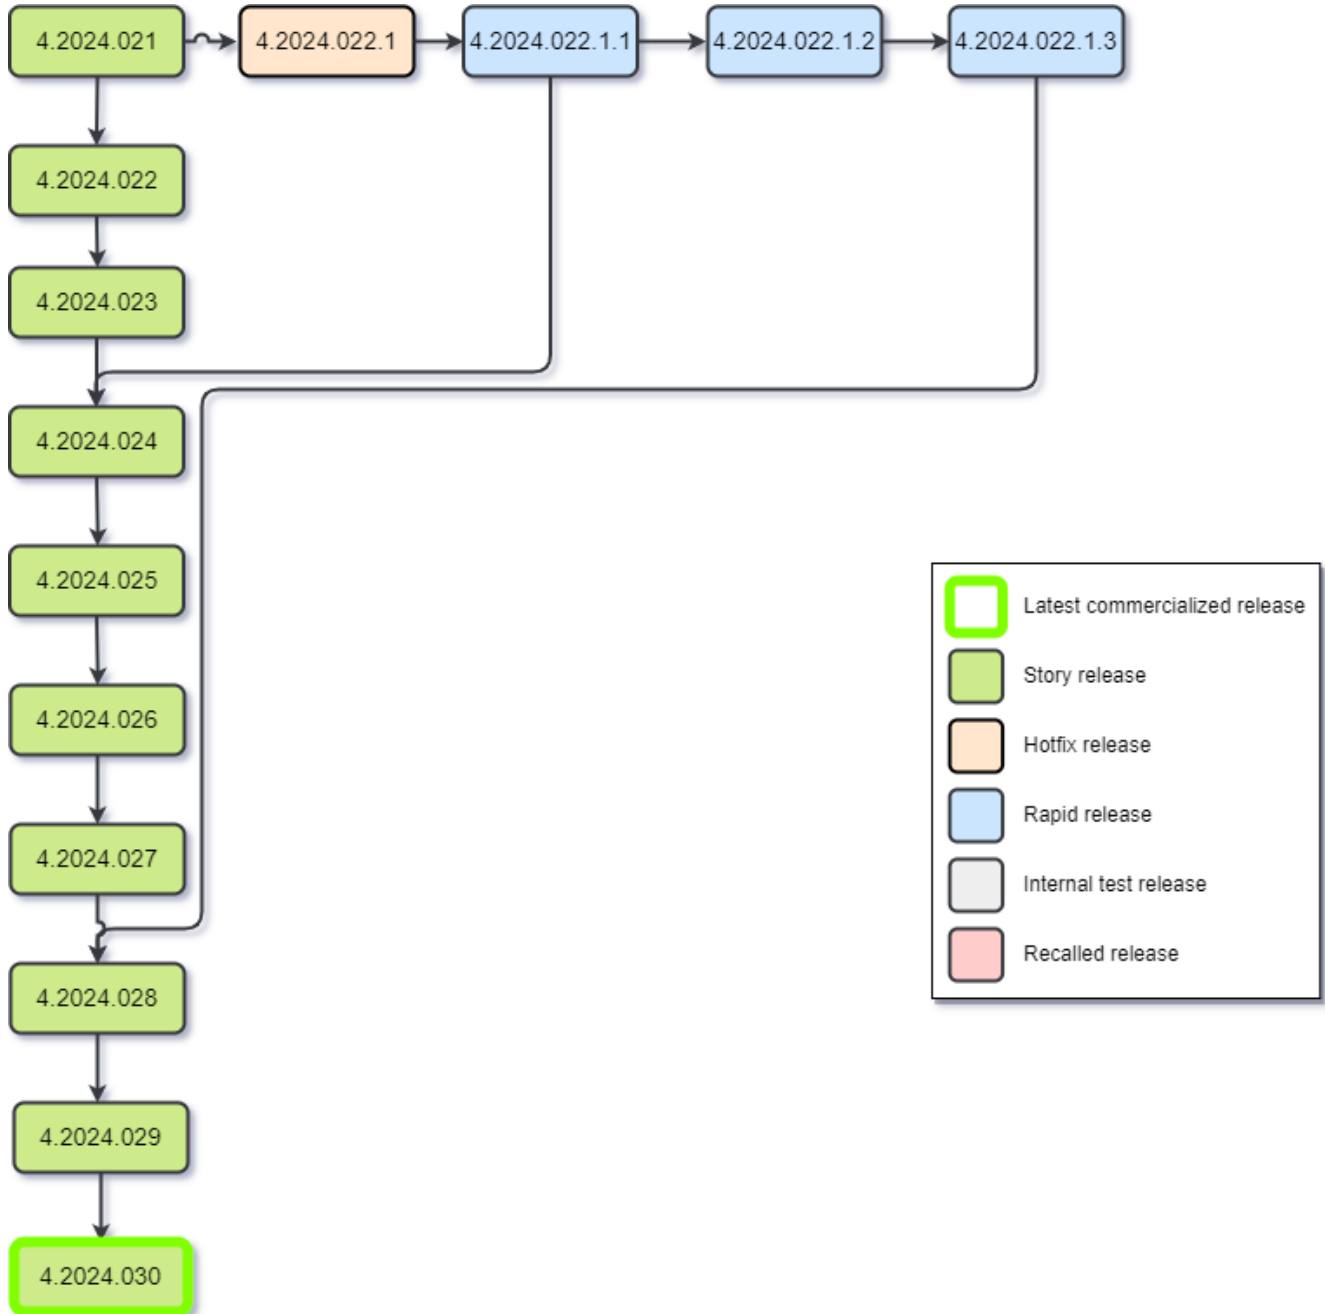 4.2024.021
4.2024.022.1
4.2024.022.1.1
4.2024.022.1.2
4.2024.022.1.3
4.2024.022
4.2024.023
4.2024.024
4.2024.025
4.2024.026
4.2024.027
4.2024.028
4.2024.029
4.2024.030
Latest commercialized release
Story release
Hotfix release
Rapid release
Internal test release
Recalled release